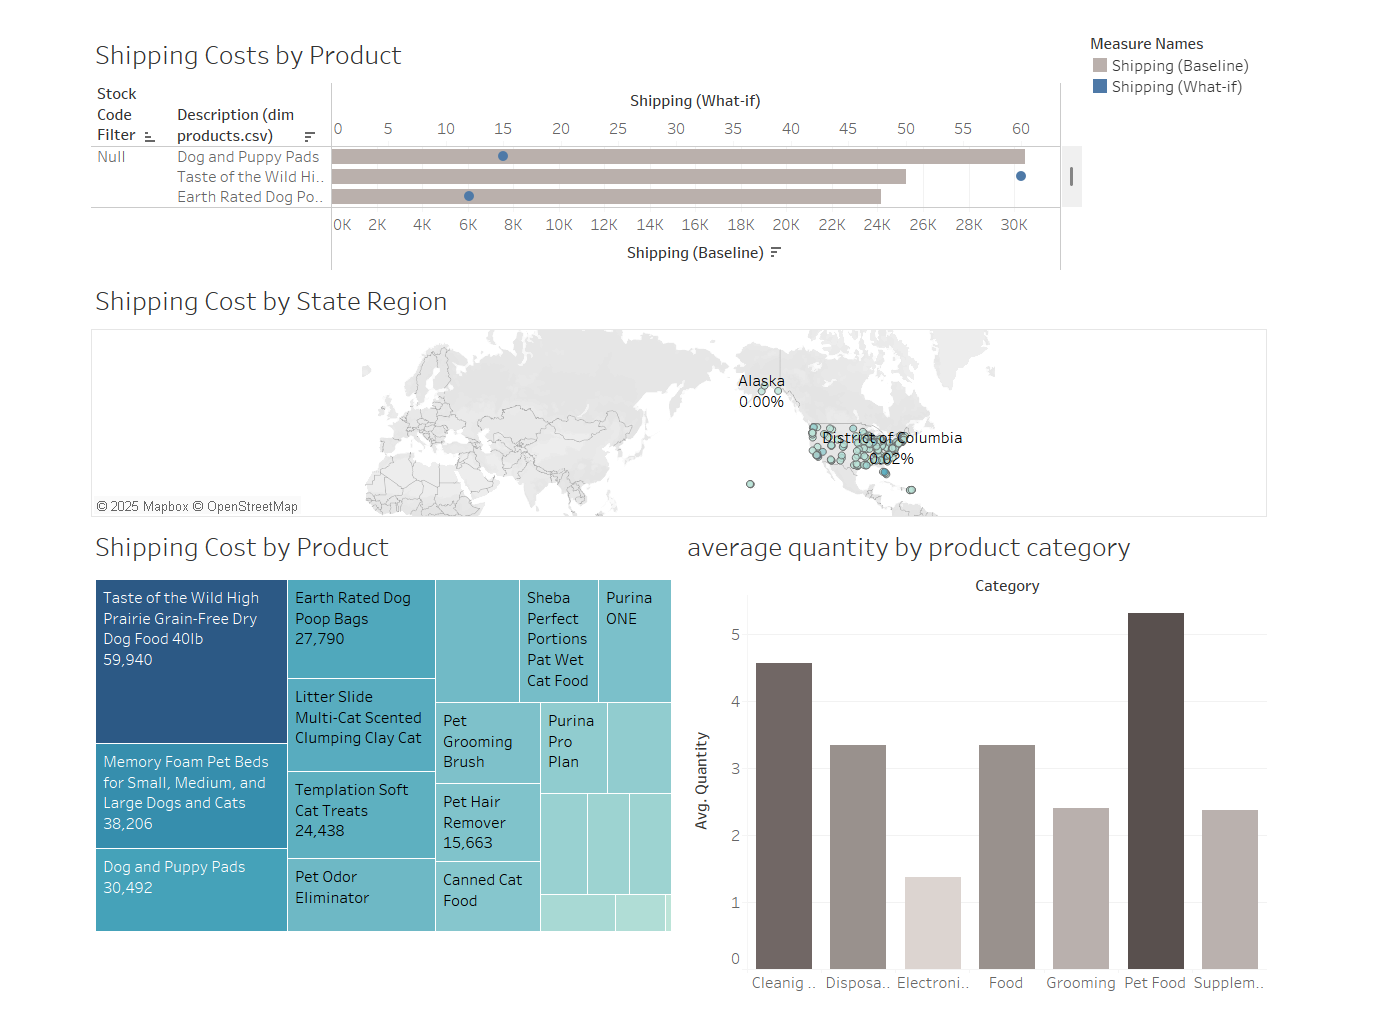 Shipping Costs by Product
Measure Names
Shipping (Baseline)
Shipping (What-if)
Stock
Code
Filter
Description (dim
products.csv)
Shipping (What-if)
0 5 10 15 20 25 30 35 40 45 50 55 60
Null
Dog and Puppy Pads
Taste of the Wild Hi..
Earth Rated Dog Po..
0K 2K 4K 6K 8K 10K 12K 14K 16K 18K 20K 22K 24K 26K 28K 30K
Shipping (Baseline)
Shipping Cost by State Region
Alaska
0.00%
District of Columbia
0.02%
© 2025 Mapbox © OpenStreetMap
Shipping Cost by Product
Taste of the Wild High
Prairie Grain-Free Dry
Dog Food 40lb
59,940
Memory Foam Pet Beds
for Small, Medium, and
Large Dogs and Cats
38,206
Dog and Puppy Pads
30,492
Earth Rated Dog
Poop Bags
27,790
Litter Slide
Multi-Cat Scented
Clumping Clay Cat
Templation Soft
Cat Treats
24,438
Pet Odor
Eliminator
Sheba
Perfect
Portions
Pat Wet
Cat Food
Purina
ONE
Pet
Grooming
Brush
Purina
Pro
Plan
Pet Hair
Remover
15,663
Canned Cat
Food
average quantity by product category
Category
Avg. Quantity
5
4
3
2
1
0
Cleanig .. Disposa.. Electroni.. Food Grooming Pet Food Supplem..